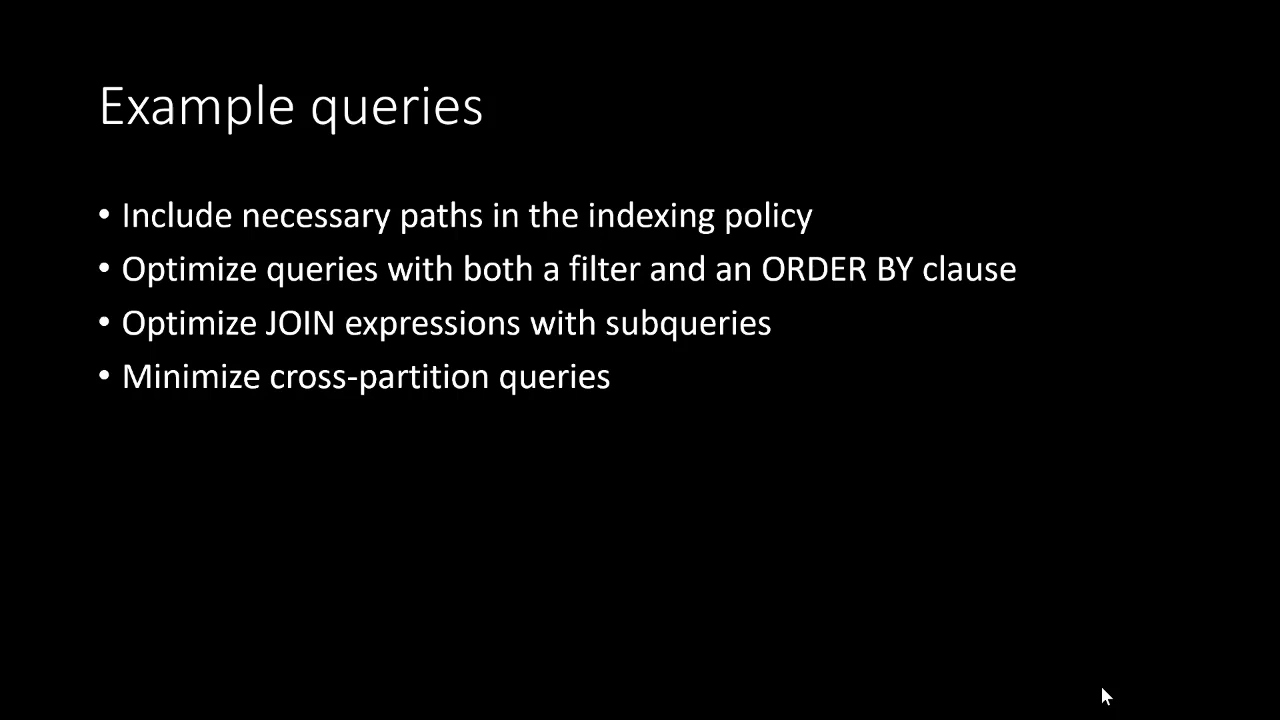 Example queries
• Include necessary paths in the indexing policy
• Optimize queries with both a filter and an ORDER BY clause
• Optimize JOIN expressions with subqueries
• Minimize cross-partition queries